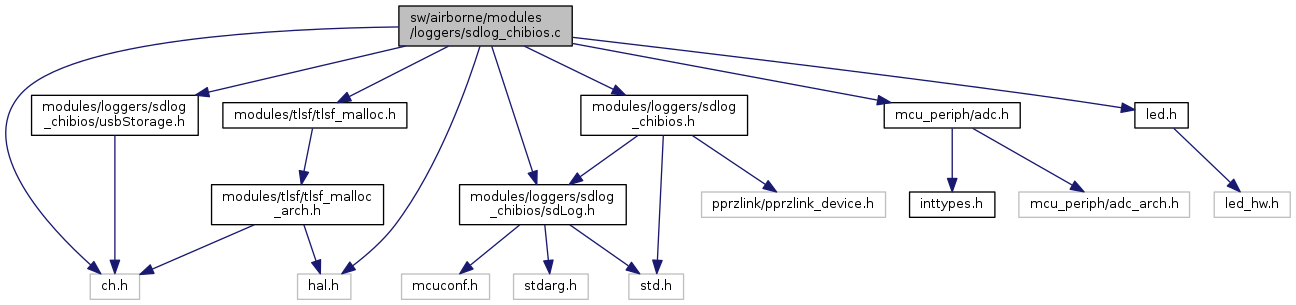 sw/airborne/modules
/loggers/sdlog_chibios.c
modules/loggers/sdlog
_chibios/usbStorage.h
modules/tlsf/tlsf_malloc.h
modules/loggers/sdlog
_chibios.h
mcu_periph/adc.h
led.h
modules/tlsf/tlsf_malloc
_arch.h
modules/loggers/sdlog
_chibios/sdLog.h
pprzlink/pprzlink_device.h
inttypes.h
mcu_periph/adc_arch.h
led_hw.h
ch.h
hal.h
mcuconf.h
stdarg.h
std.h